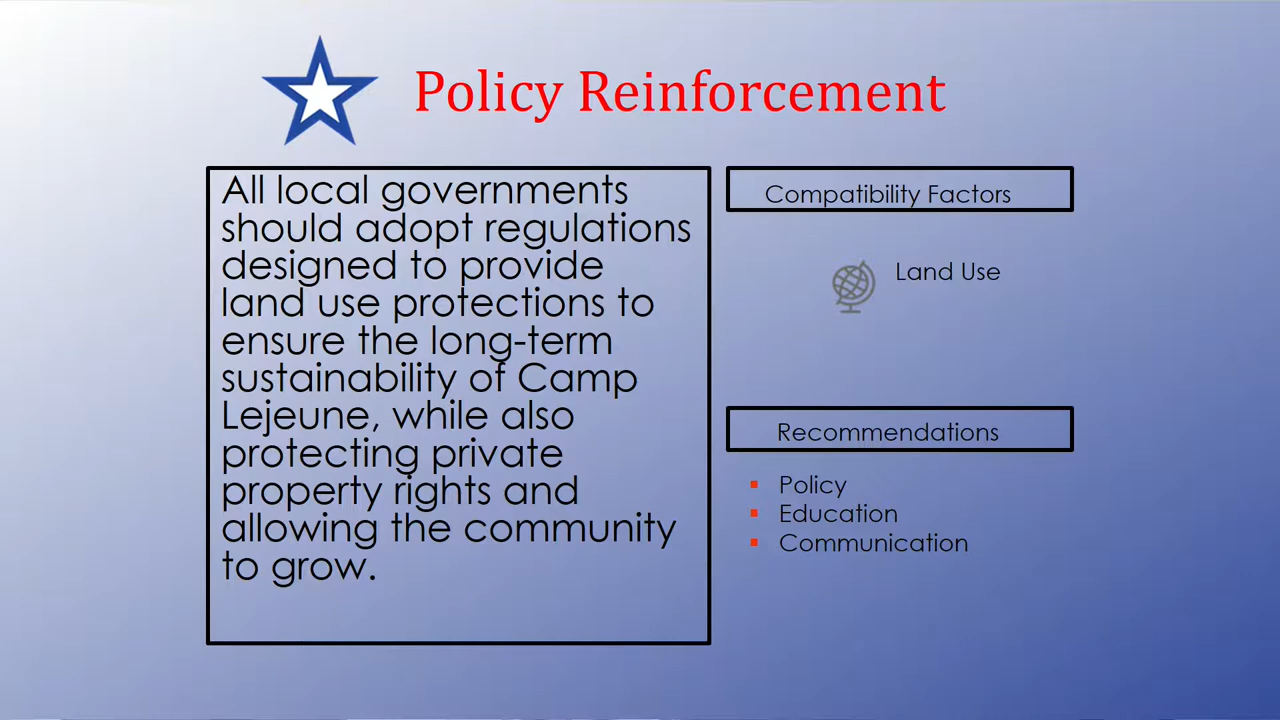 Policy Reinforcement
All local governments
should adopt regulations
designed to provide
land use protections to
ensure the long-term
sustainability of Camp
Lejeune, while also
protecting private
property rights and
allowing the community
to grow.
Compatibility Factors
Land Use
Recommendations
▪ Policy
▪ Education
▪ Communication